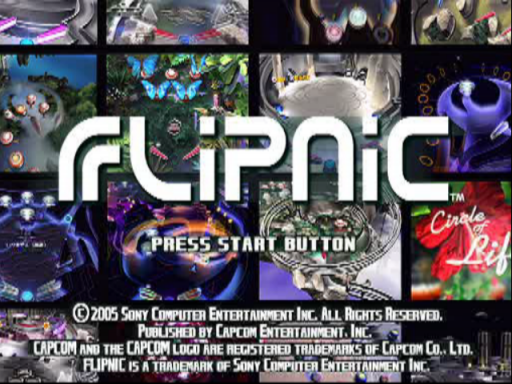 FLIPNIC
TM
PRESS START BUTTON
Circle
of
Lif
© 2005 SONY COMPUTER ENTERTAINMENT INC. ALL RIGHTS RESERVED.
PUBLISHED BY CAPCOM ENTERTAINMENT, INC.
CAPCOM AND THE CAPCOM LOGO ARE REGISTERED TRADEMARKS OF CAPCOM CO., LTD.
FLIPNIC IS A TRADEMARK OF SONY COMPUTER ENTERTAINMENT INC.